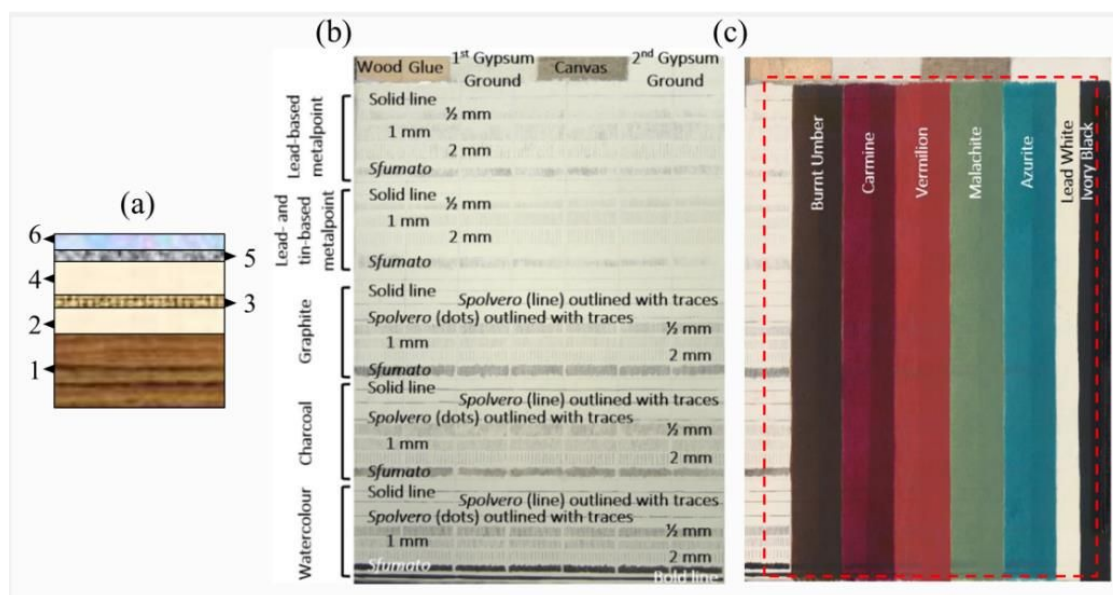 (a)
6
5
4
3
2
1
(b)
Wood Glue
1st Gypsum
Ground
Canvas
2nd Gypsum
Ground
Lead-based
metalpoint
Solid line
½ mm
1 mm
2 mm
Sfumato
Lead- and
tin-based
metalpoint
Solid line
½ mm
1 mm
2 mm
Sfumato
Graphite
Solid line
Spolvero (line) outlined with traces
Spolvero (dots) outlined with traces
½ mm
1 mm
2 mm
Sfumato
Charcoal
Solid line
Spolvero (line) outlined with traces
Spolvero (dots) outlined with traces
½ mm
1 mm
2 mm
Sfumato
Watercolour
Solid line
Spolvero (line) outlined with traces
Spolvero (dots) outlined with traces
½ mm
1 mm
2 mm
Sfumato
Bold line
(c)
Burnt Umber
Carmine
Vermilion
Malachite
Azurite
Lead White
Ivory Black